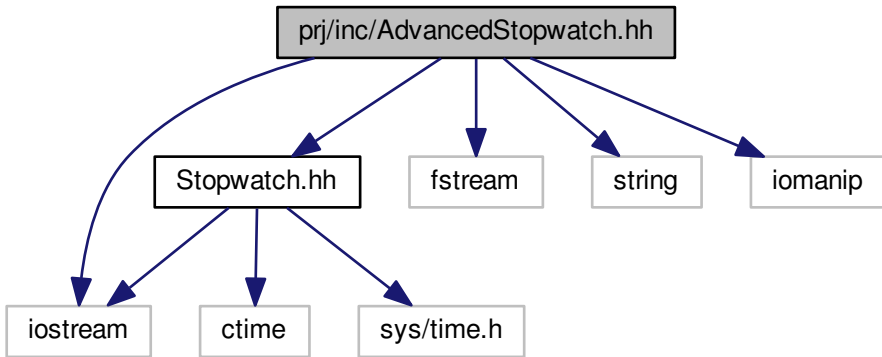 prj/inc/AdvancedStopwatch.hh
Stopwatch.hh
fstream
string
iomanip
iostream
ctime
sys/time.h